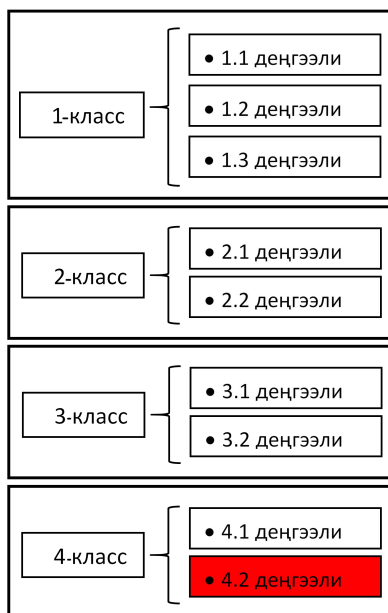 1-класс
• 1.1 деңгээли
• 1.2 деңгээли
• 1.3 деңгээли
2-класс
• 2.1 деңгээли
• 2.2 деңгээли
3-класс
• 3.1 деңгээли
• 3.2 деңгээли
4-класс
• 4.1 деңгээли
• 4.2 деңгээли